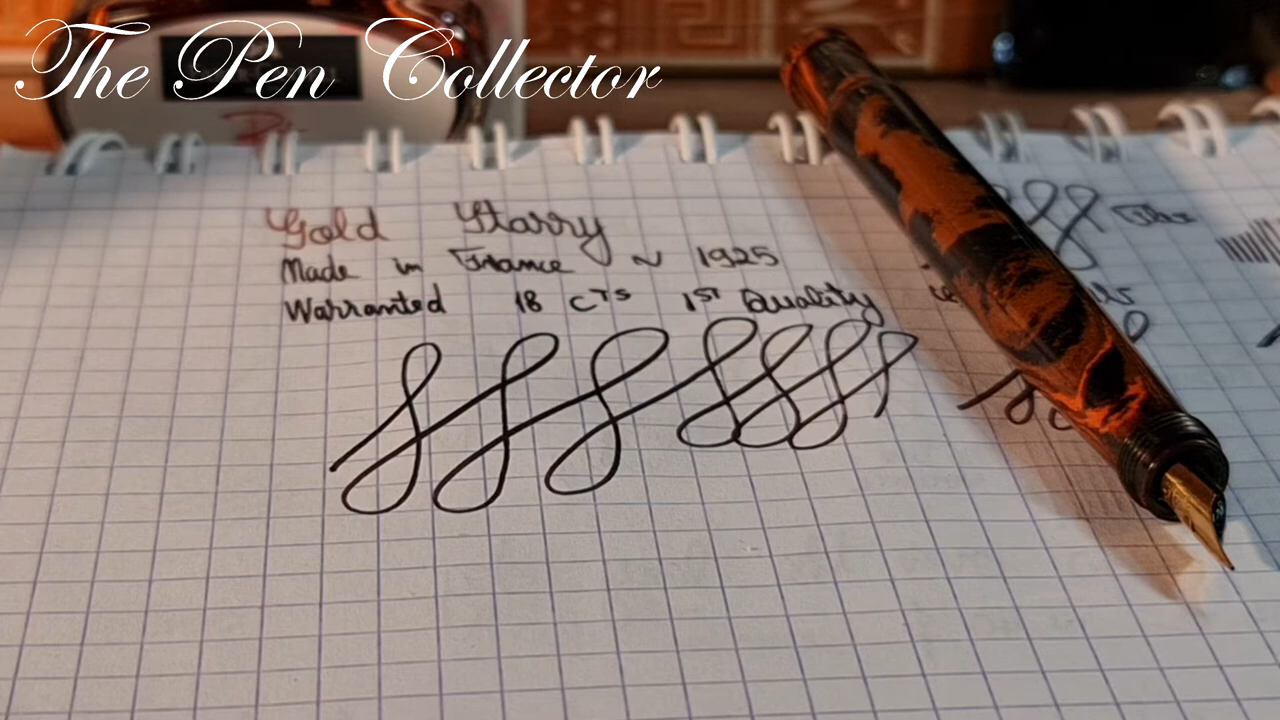 The Pen Collector
Gold Starry
Made in France ~ 1925
Warranted 18 CTS 1ST Quality